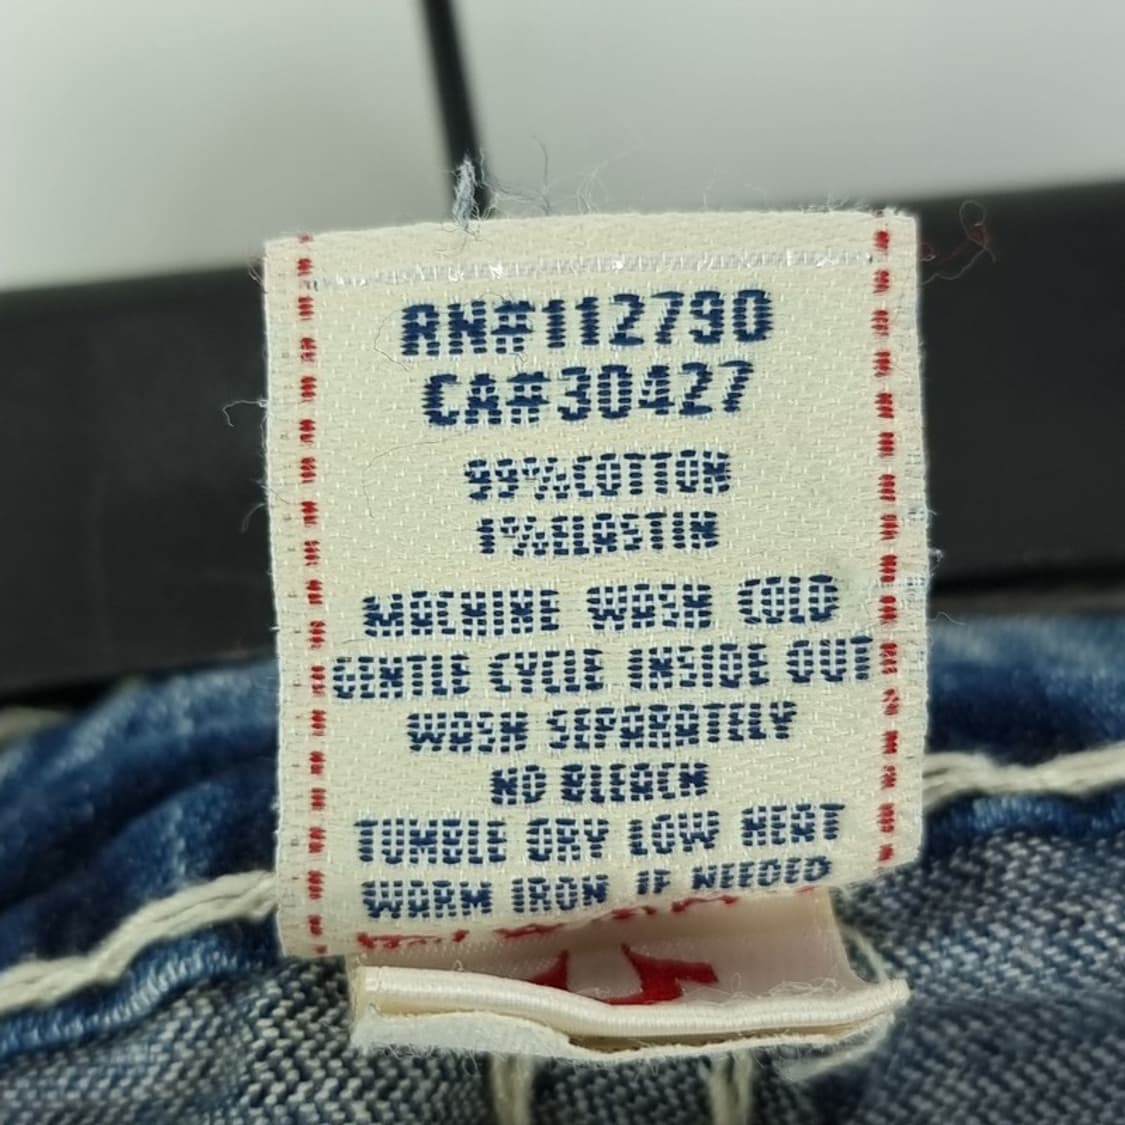 RN#112790
CA#30427
99%COTTON
1%ELASTIN
MACHINE WASH COLD
GENTLE CYCLE INSIDE OUT
WASH SEPARATELY
NO BLEACH
TUMBLE DRY LOW HEAT
WARM IRON IF NEEDED